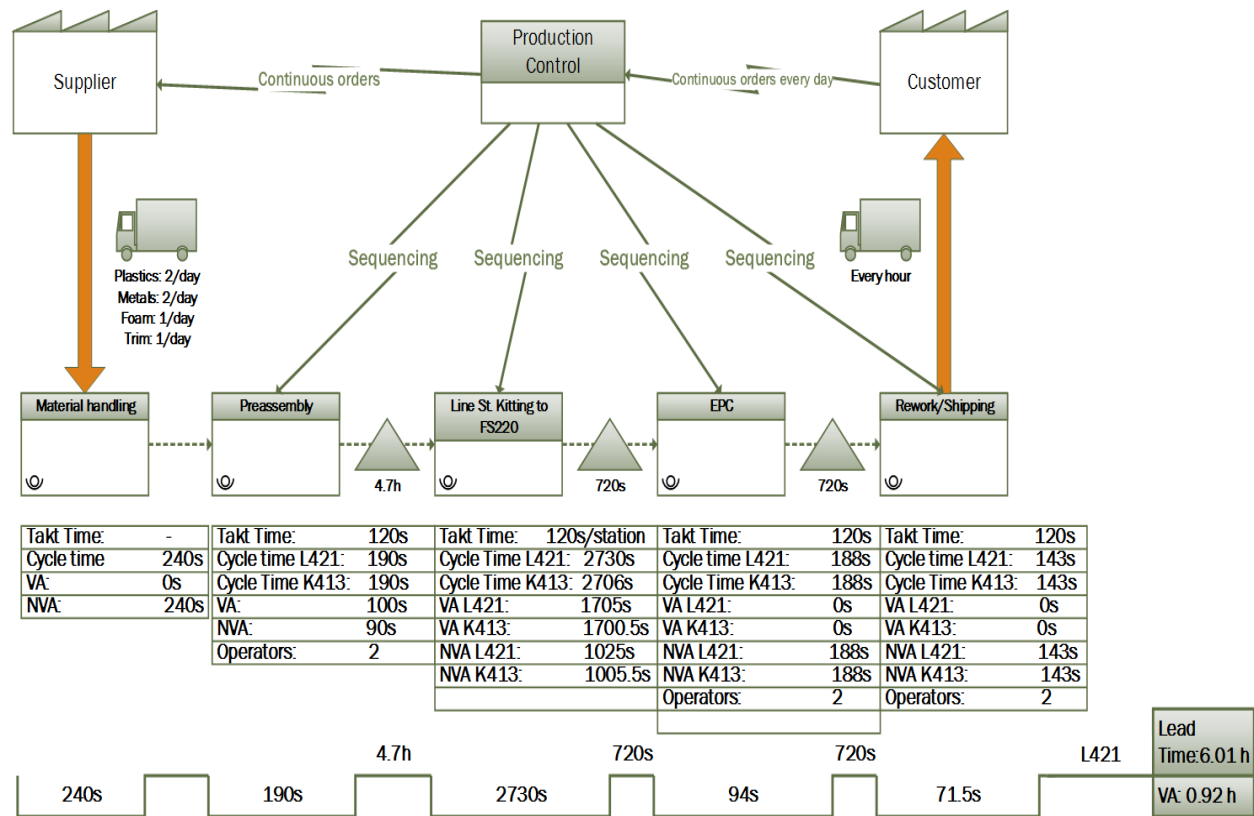 Supplier
Continuous orders
Production
Control
Continuous orders every day
Customer
Plastics: 2/day
Metals: 2/day
Foam: 1/day
Trim: 1/day
Every hour
Sequencing
Sequencing
Sequencing
Sequencing
Material handling
Preassembly
Line St. Kitting to
FS220
EPC
Rework/Shipping
4.7h
720s
720s
Takt Time: -
Cycle time 240s
VA: 0s
NVA: 240s
Takt Time: 120s
Cycle time L421: 190s
Cycle Time K413: 190s
VA: 100s
NVA: 90s
Operators: 2
Takt Time: 120s/station
Cycle Time L421: 2730s
Cycle Time K413: 2706s
VA L421: 1705s
VA K413: 1700.5s
NVA L421: 1025s
NVA K413: 1005.5s
Takt Time: 120s
Cycle time L421: 188s
Cycle Time K413: 188s
VA L421: 0s
VA K413: 0s
NVA L421: 188s
NVA K413: 188s
Operators: 2
Takt Time: 120s
Cycle Time L421: 143s
Cycle Time K413: 143s
VA L421: 0s
VA K413: 0s
NVA L421: 143s
NVA K413: 143s
Operators: 2
4.7h
720s
720s
L421
Lead
Time:6.01 h
240s
190s
2730s
94s
71.5s
VA: 0.92 h